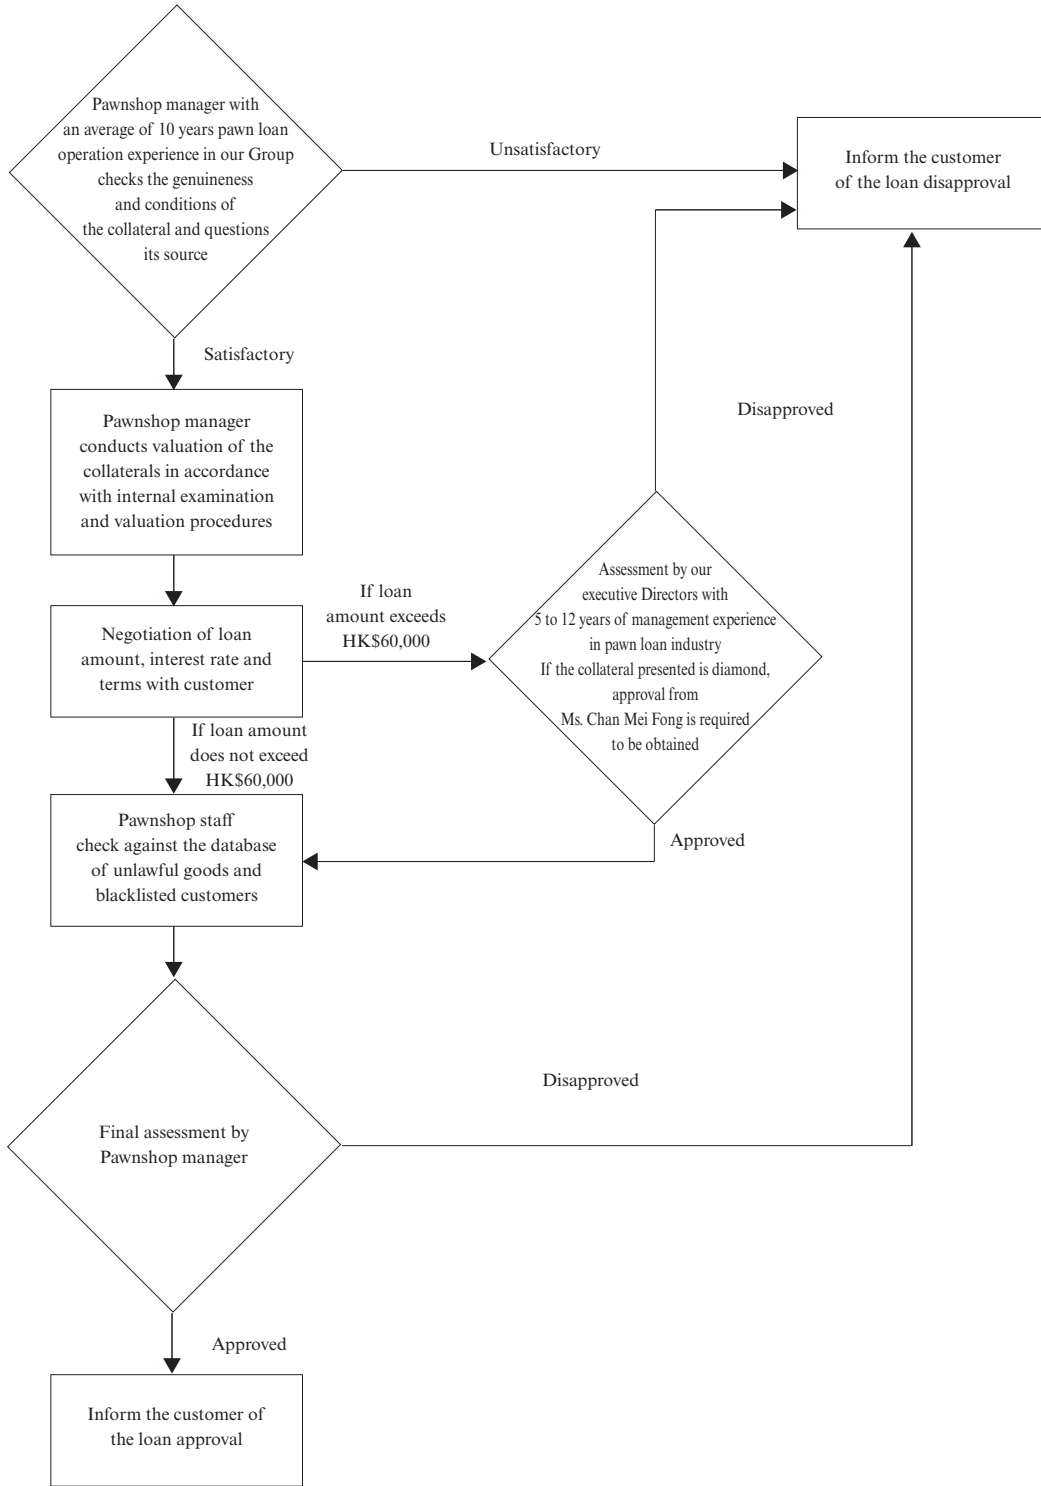 Pawnshop manager with
an average of 10 years pawn loan
operation experience in our Group
checks the genuineness
and conditions of
the collateral and questions
its source
Unsatisfactory
Inform the customer
of the loan disapproval
Satisfactory
Pawnshop manager
conducts valuation of the
collaterals in accordance
with internal examination
and valuation procedures
Disapproved
Negotiation of loan
amount, interest rate and
terms with customer
If loan
amount exceeds
HK$60,000
Assessment by our
executive Directors with
5 to 12 years of management experience
in pawn loan industry
If the collateral presented is diamond,
approval from
Ms. Chan Mei Fong is required
to be obtained
If loan amount
does not exceed
HK$60,000
Pawnshop staff
check against the database
of unlawful goods and
blacklisted customers
Approved
Final assessment by
Pawnshop manager
Disapproved
Approved
Inform the customer of
the loan approval